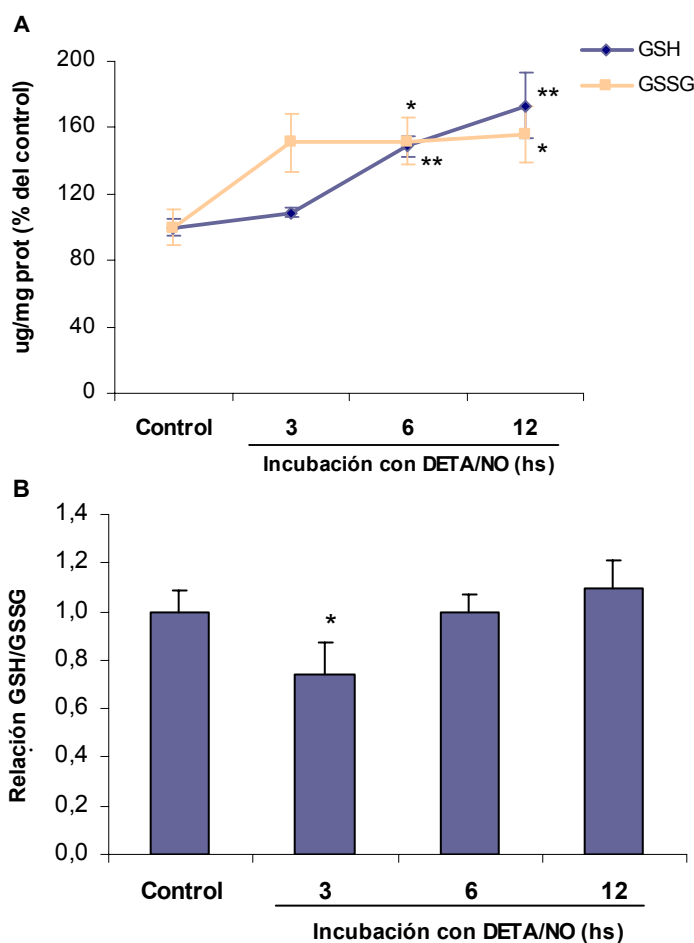 A
GSH
GSSG
ug/mg prot (% del control)
200
160
120
80
40
0
*
**
**
*
Control 3 6 12
Incubación con DETA/NO (hs)
B
Relación GSH/GSSG
1,4
1,2
1,0
0,8
0,6
0,4
0,2
0,0
*
Control 3 6 12
Incubación con DETA/NO (hs)